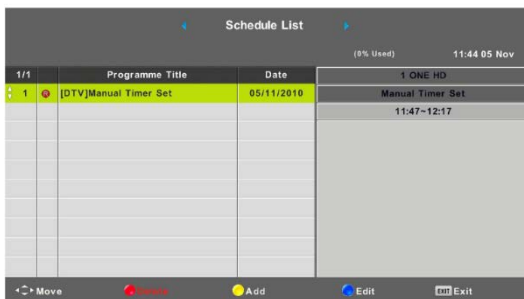 Schedule List
(0% Used) 11:44 05 Nov
1/1 Programme Title Date 1 ONE HD
1 [DTV]Manual Timer Set 05/11/2010 Manual Timer Set
11:47~12:17
Move Add Edit EXIT Exit